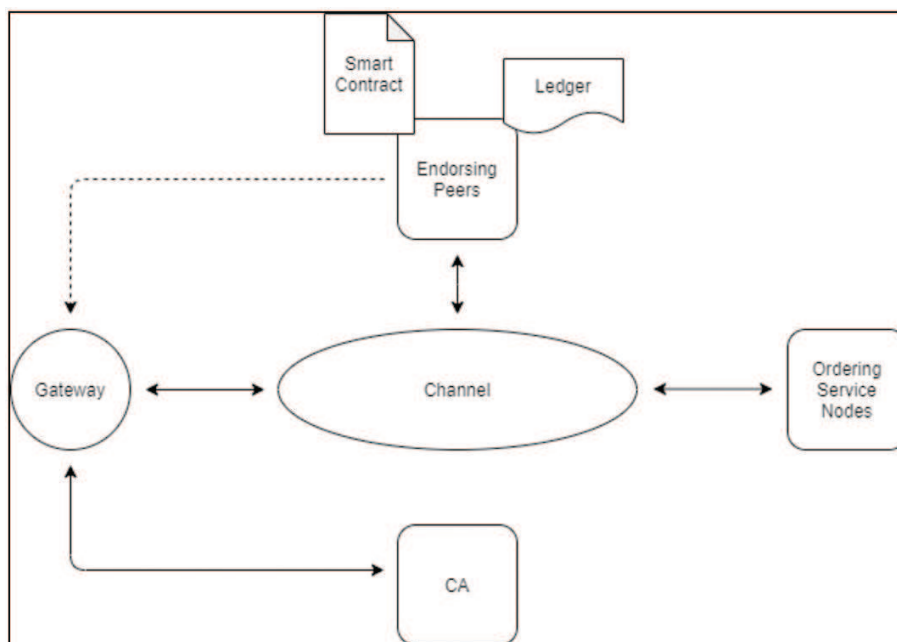 Smart
Contract
Ledger
Endorsing
Peers
Gateway
Channel
Ordering
Service
Nodes
CA